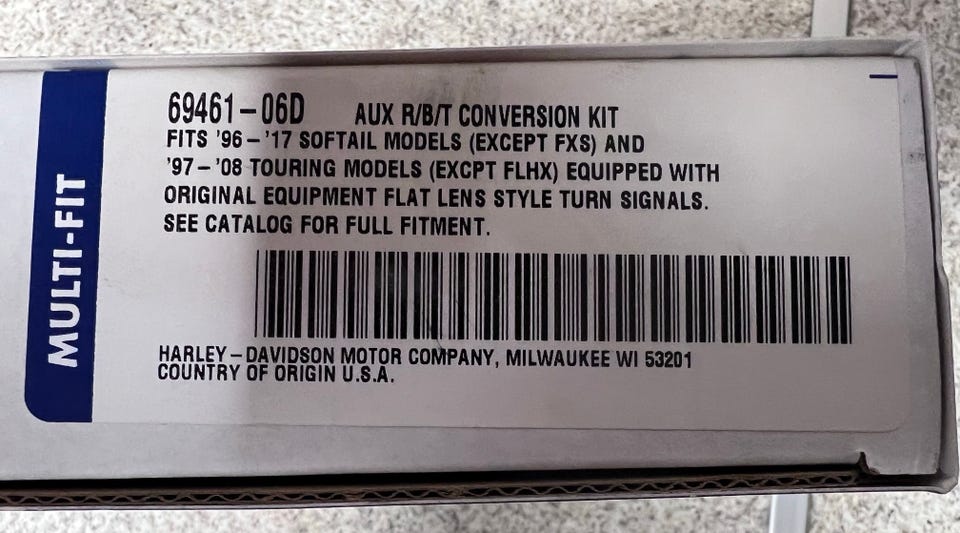 MULTI-FIT
69461-06D AUX R/B/T CONVERSION KIT
FITS '96-'17 SOFTAIL MODELS (EXCEPT FXS) AND
'97-'08 TOURING MODELS (EXCPT FLHX) EQUIPPED WITH
ORIGINAL EQUIPMENT FLAT LENS STYLE TURN SIGNALS.
SEE CATALOG FOR FULL FITMENT.
HARLEY-DAVIDSON MOTOR COMPANY, MILWAUKEE WI 53201
COUNTRY OF ORIGIN U.S.A.